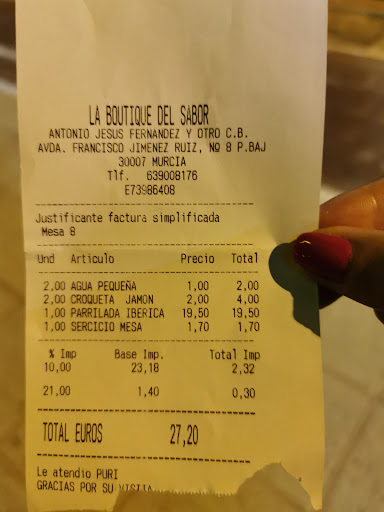 LA BOUTIQUE DEL SABOR
ANTONIO JESUS FERNANDEZ Y OTRO C.B.
AVDA. FRANCISCO JIMENEZ RUIZ, Nº 8 P.BAJ
30007 MURCIA
Tlf. 639008176
E73986408
Justificante factura simplificada
Mesa 8
Und Articulo Precio Total
2,00 AGUA PEQUEÑA 1,00 2,00
2,00 CROQUETA JAMON 2,00 4,00
1,00 PARRILADA IBERICA 19,50 19,50
1,00 SERCICIO MESA 1,70 1,70
% Imp Base Imp. Total Imp
10,00 23,18 2,32
21,00 1,40 0,30
TOTAL EUROS 27,20
Le atendio PURI
GRACIAS POR SU VISITA